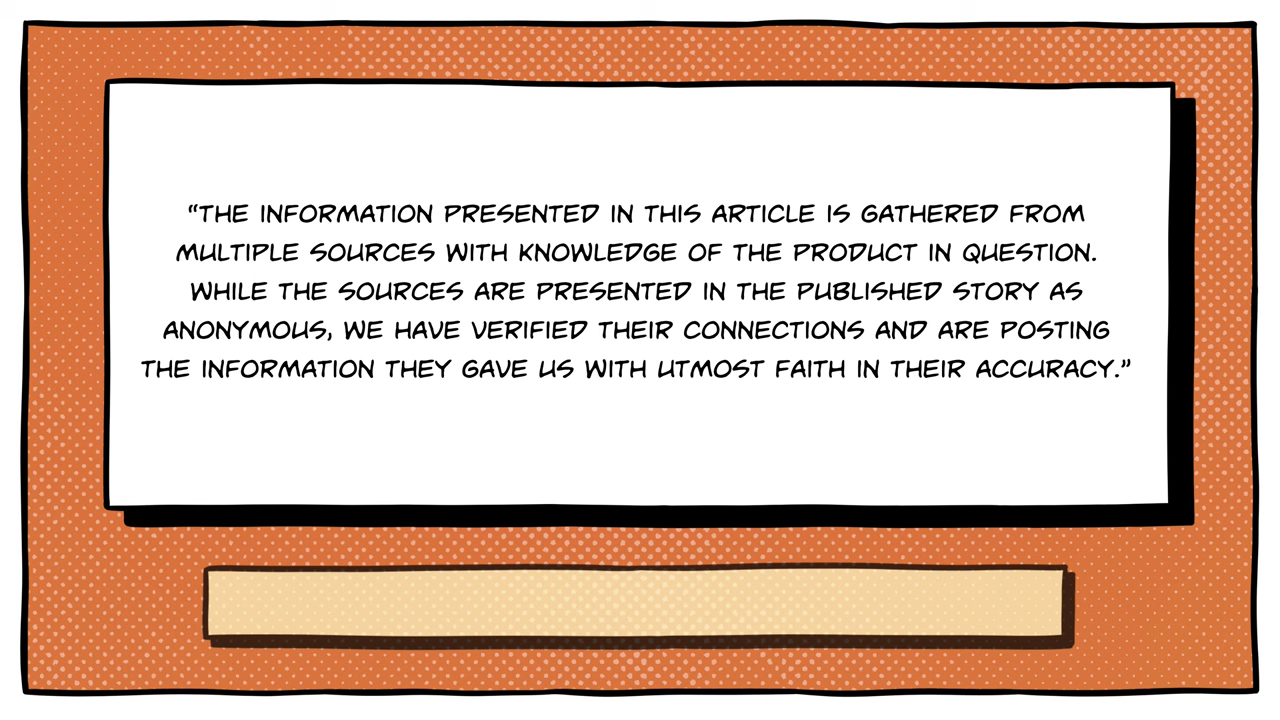 “THE INFORMATION PRESENTED IN THIS ARTICLE IS GATHERED FROM
MULTIPLE SOURCES WITH KNOWLEDGE OF THE PRODUCT IN QUESTION.
WHILE THE SOURCES ARE PRESENTED IN THE PUBLISHED STORY AS
ANONYMOUS, WE HAVE VERIFIED THEIR CONNECTIONS AND ARE POSTING
THE INFORMATION THEY GAVE US WITH UTMOST FAITH IN THEIR ACCURACY.”